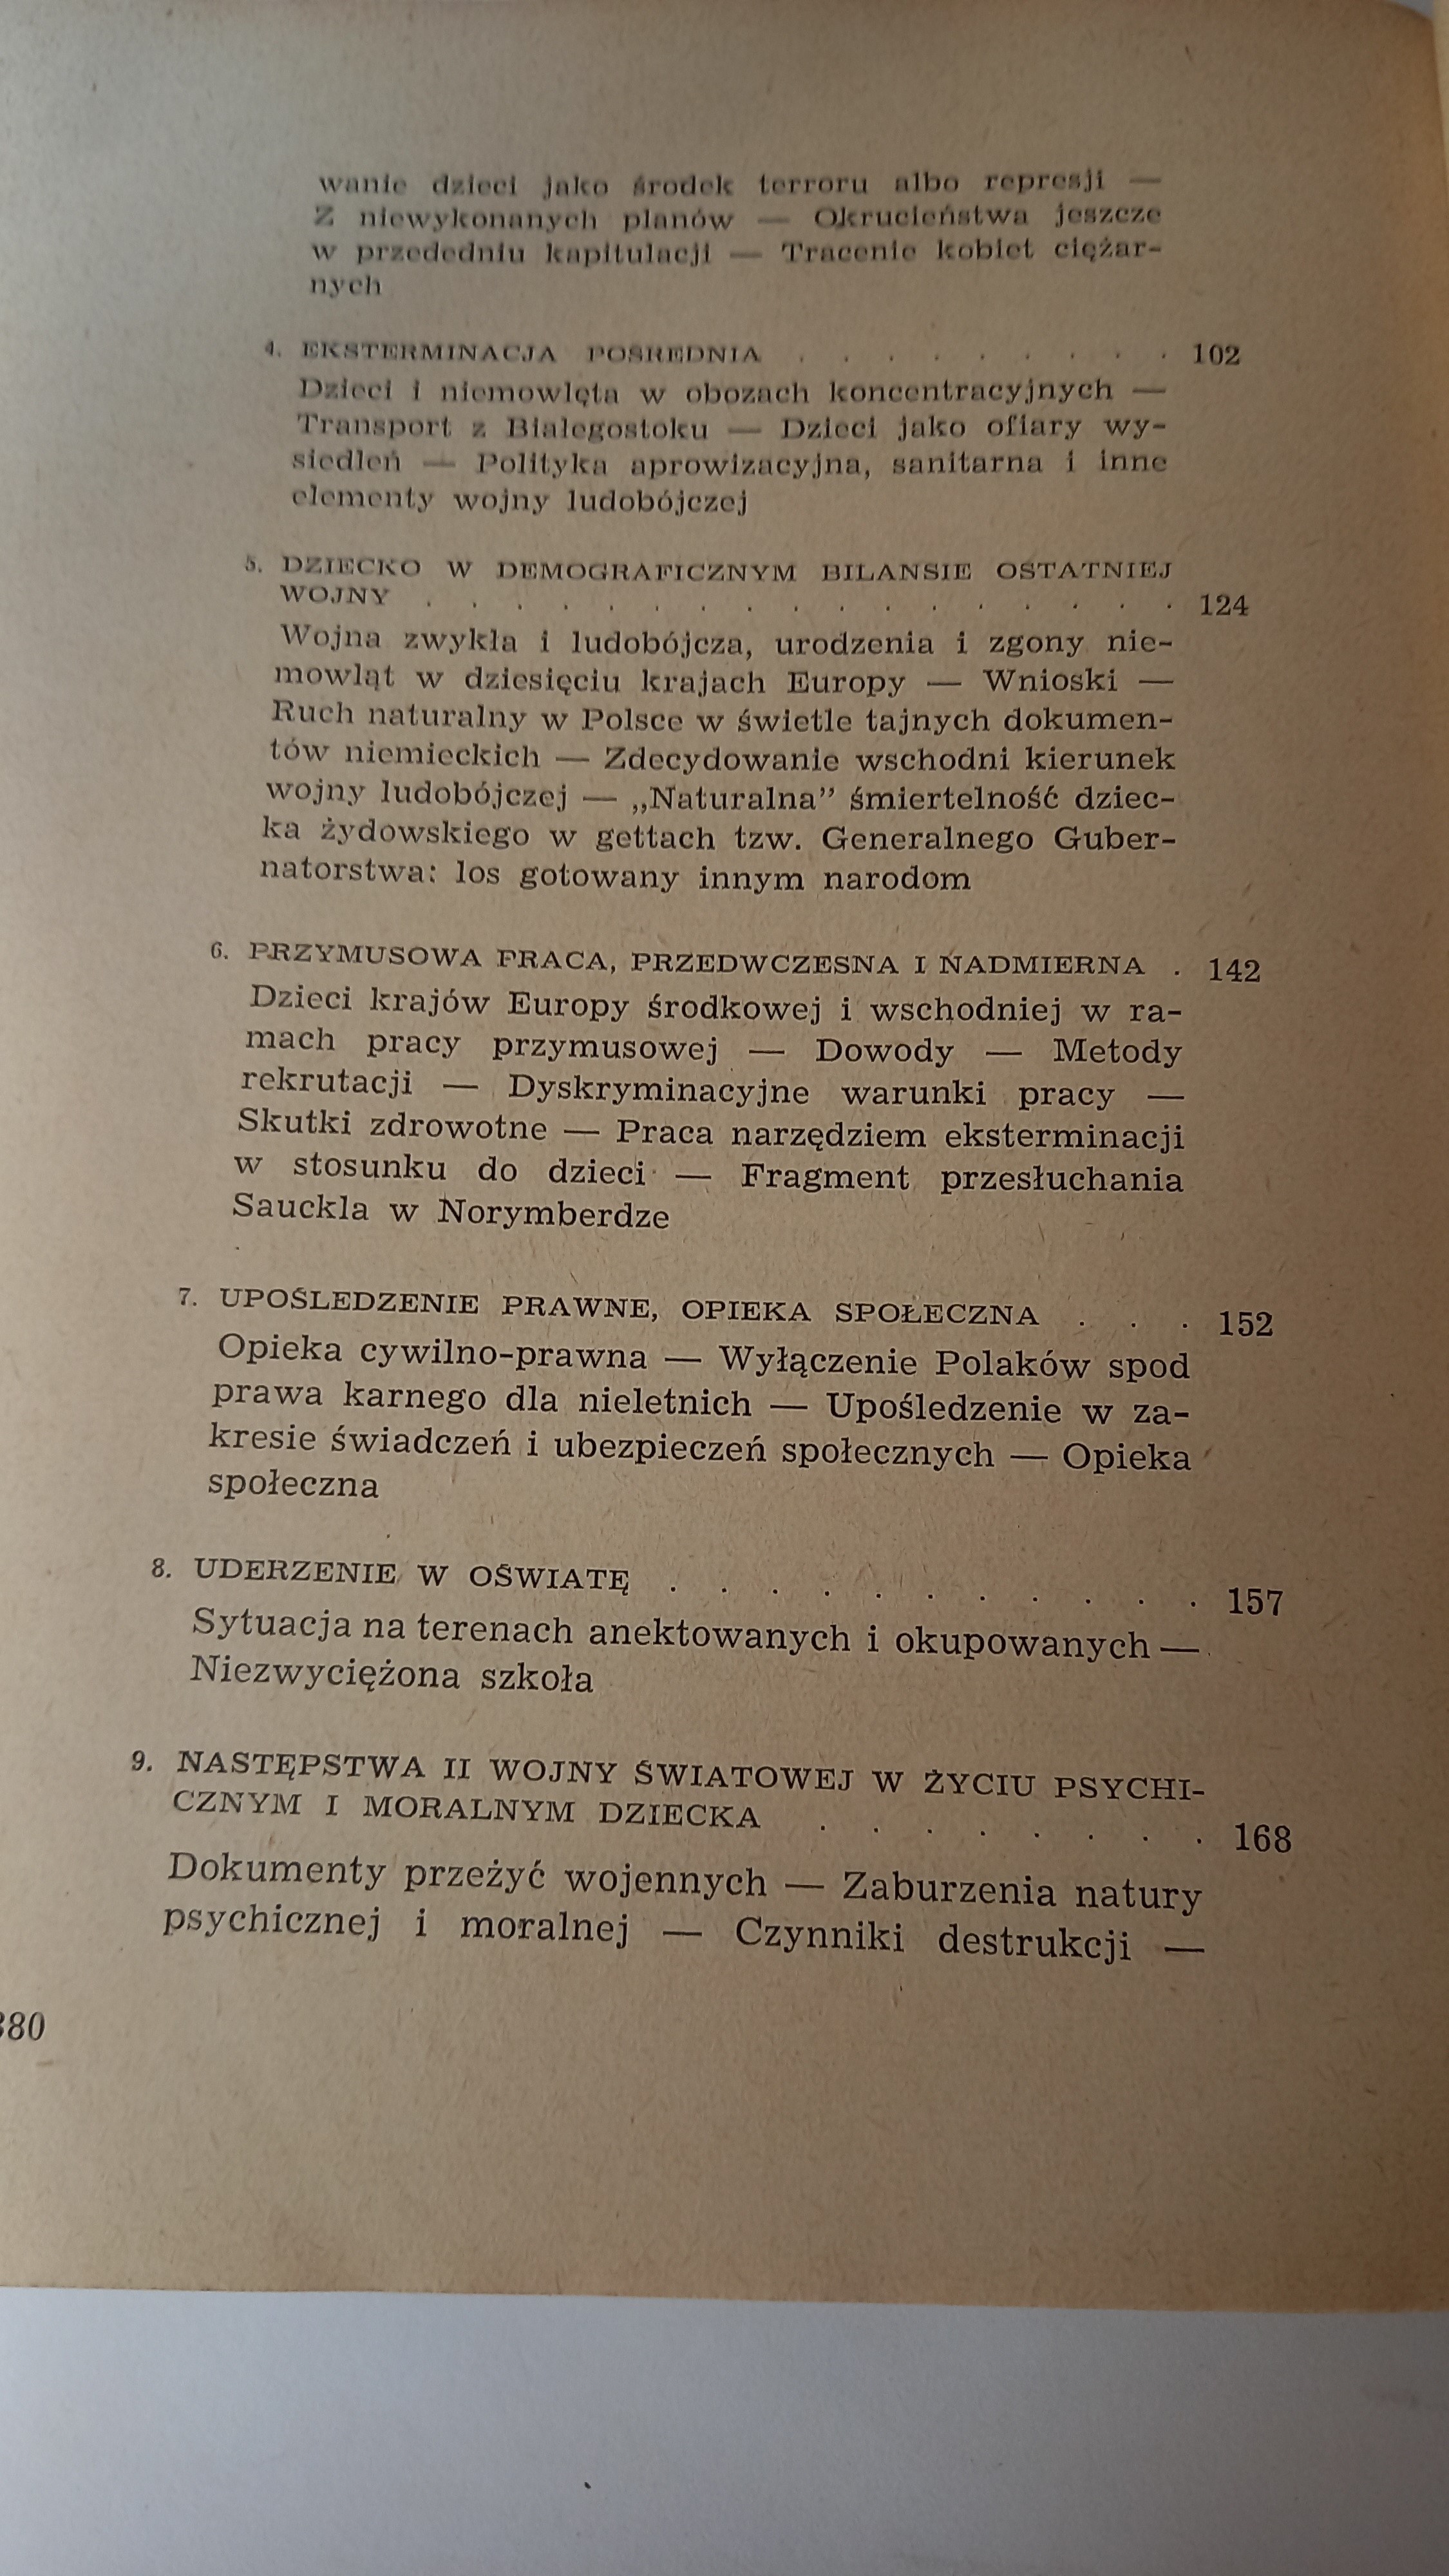 wanie dzieci jako środek terroru albo represji —
Z niewykonanych planów — Okrucieństwa jeszcze
w przededniu kapitulacji — Tracenie kobiet ciężar-
nych
4. EKSTERMINACJA POŚREDNIA . . . . . . . . . 102
Dzieci i niemowlęta w obozach koncentracyjnych —
Transport z Białegostoku — Dzieci jako ofiary wy-
siedleń — Polityka aprowizacyjna, sanitarna i inne
elementy wojny ludobójczej
5. DZIECKO W DEMOGRAFICZNYM BILANSIE OSTATNIEJ
WOJNY . . . . . . . . . . . . . . . . . 124
Wojna zwykła i ludobójcza, urodzenia i zgony nie-
mowląt w dziesięciu krajach Europy — Wnioski —
Ruch naturalny w Polsce w świetle tajnych dokumen-
tów niemieckich — Zdecydowanie wschodni kierunek
wojny ludobójczej — „Naturalna” śmiertelność dziec-
ka żydowskiego w gettach tzw. Generalnego Guber-
natorstwa: los gotowany innym narodom
6. PRZYMUSOWA PRACA, PRZEDWCZESNA I NADMIERNA . 142
Dzieci krajów Europy środkowej i wschodniej w ra-
mach pracy przymusowej — Dowody — Metody
rekrutacji — Dyskryminacyjne warunki pracy —
Skutki zdrowotne — Praca narzędziem eksterminacji
w stosunku do dzieci — Fragment przesłuchania
Sauckla w Norymberdze
7. UPOŚLEDZENIE PRAWNE, OPIEKA SPOŁECZNA . . . 152
Opieka cywilno-prawna — Wyłączenie Polaków spod
prawa karnego dla nieletnich — Upośledzenie w za-
kresie świadczeń i ubezpieczeń społecznych — Opieka
społeczna
8. UDERZENIE W OŚWIATĘ . . . . . . . . . . . 157
Sytuacja na terenach anektowanych i okupowanych —
Niezwyciężona szkoła
9. NASTĘPSTWA II WOJNY ŚWIATOWEJ W ŻYCIU PSYCHI-
CZNYM I MORALNYM DZIECKA . . . . . . . . 168
Dokumenty przeżyć wojennych — Zaburzenia natury
psychicznej i moralnej — Czynniki destrukcji —
380